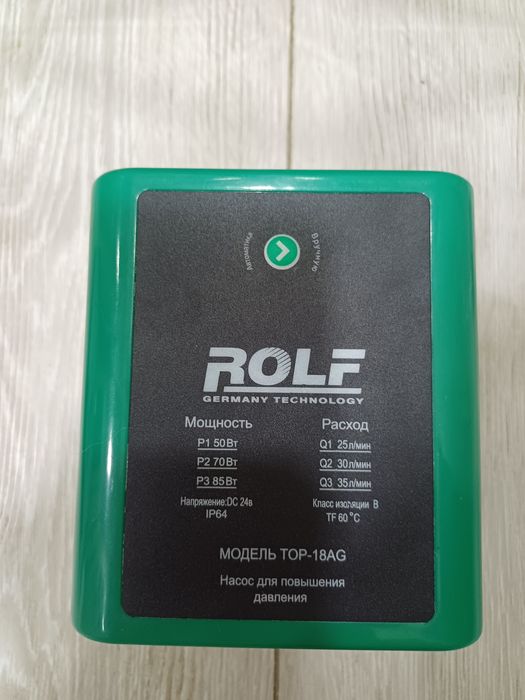 Автоматика
Вручную
ROLF
GERMANY TECHNOLOGY
Мощность
P1 50Вт
P2 70Вт
P3 85Вт
Напряжение:DC 24в
IP64
Расход
Q1 25л/мин
Q2 30л/мин
Q3 35л/мин
Класс изоляции B
TF 60°C
МОДЕЛЬ TOP-18AG
Насос для повышения
давления